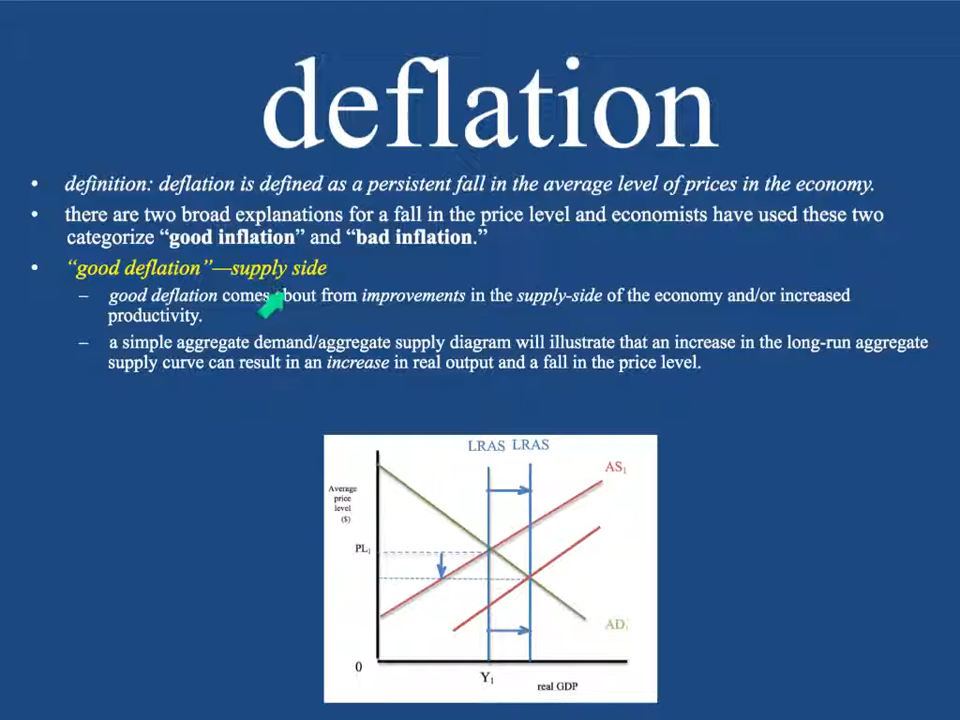 deflation
• definition: deflation is defined as a persistent fall in the average level of prices in the economy.
• there are two broad explanations for a fall in the price level and economists have used these two
categorize “good inflation” and “bad inflation.”
• “good deflation”—supply side
– good deflation comes about from improvements in the supply-side of the economy and/or increased
productivity.
– a simple aggregate demand/aggregate supply diagram will illustrate that an increase in the long-run aggregate
supply curve can result in an increase in real output and a fall in the price level.
LRAS LRAS
AS1
Average
price
level
($)
PL1
AD1
0
Y1
real GDP